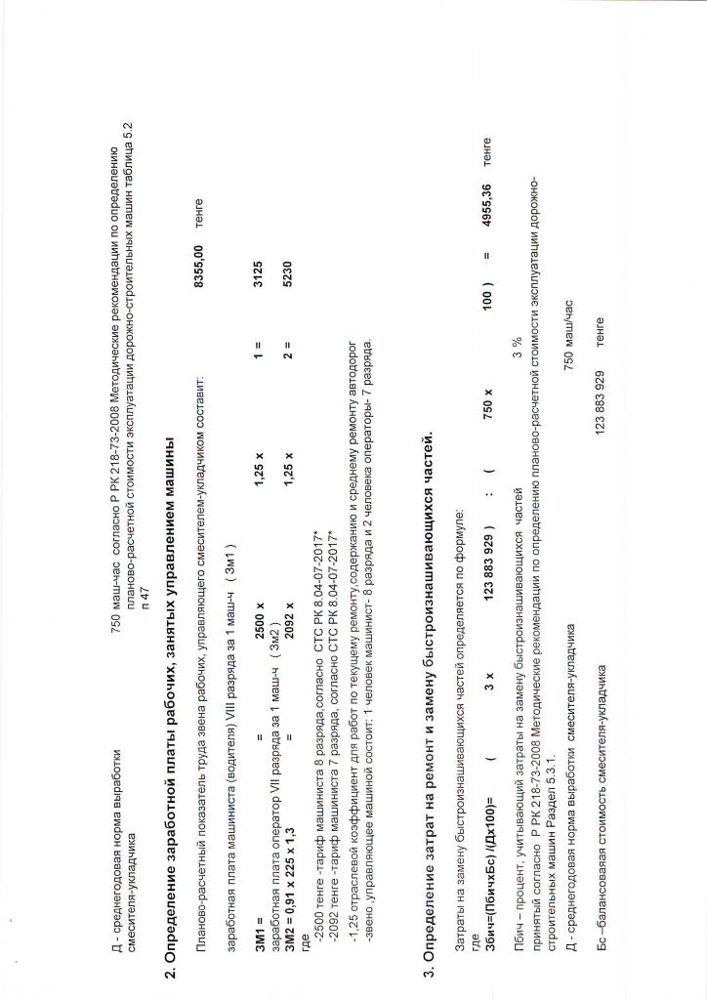 Д - среднегодовая норма выработки смесителя-укладчика 750 маш-час согласно Р РК 218-73-2008 Методические рекомендации по определению
планово-расчетной стоимости эксплуатации дорожно-строительных машин таблица 5.2
п 47
2. Определение заработной платы рабочих, занятых управлением машины
Планово-расчетный показатель труда звена рабочих, управляющего смесителем-укладчиком составит: 8355,00 тенге
заработная плата машиниста (водителя) VIII разряда за 1 маш-ч ( Зм1 )
ЗМ1 = = 2500 х 1,25 х 1 = 3125
заработная плата оператор VII разряда за 1 маш-ч ( Зм2 )
ЗМ2 = 0,91 х 225 х 1,3 = 2092 х 1,25 х 2 = 5230
где
-2500 тенге -тариф машиниста 8 разряда,согласно СТС РК 8.04-07-2017*
-2092 тенге -тариф машиниста 7 разряда, согласно СТС РК 8.04-07-2017*
-1,25 отраслевой коэффициент для работ по текущему ремонту,содержанию и среднему ремонту автодорог
-звено ,управляющее машиной состоит: 1 человек машинист- 8 разряда и 2 человека операторы- 7 разряда.
3. Определение затрат на ремонт и замену быстроизнашивающихся частей.
Затраты на замену быстроизнашивающихся частей определяется по формуле:
где
Збич=(ПбичхБс) /(Дх100)= ( 3 х 123 883 929 ) : ( 750 х 100 ) = 4955,36 тенге
Пбич – процент, учитывающий затраты на замену быстроизнашивающихся частей 3 %
принятый согласно Р РК 218-73-2008 Методические рекомендации по определению планово-расчетной стоимости эксплуатации дорожно-
строительных машин Раздел 5.3.1.
Д - среднегодовая норма выработки смесителя-укладчика 750 маш/час
Бс –балансоваяая стоимость смесителя-укладчика 123 883 929 тенге